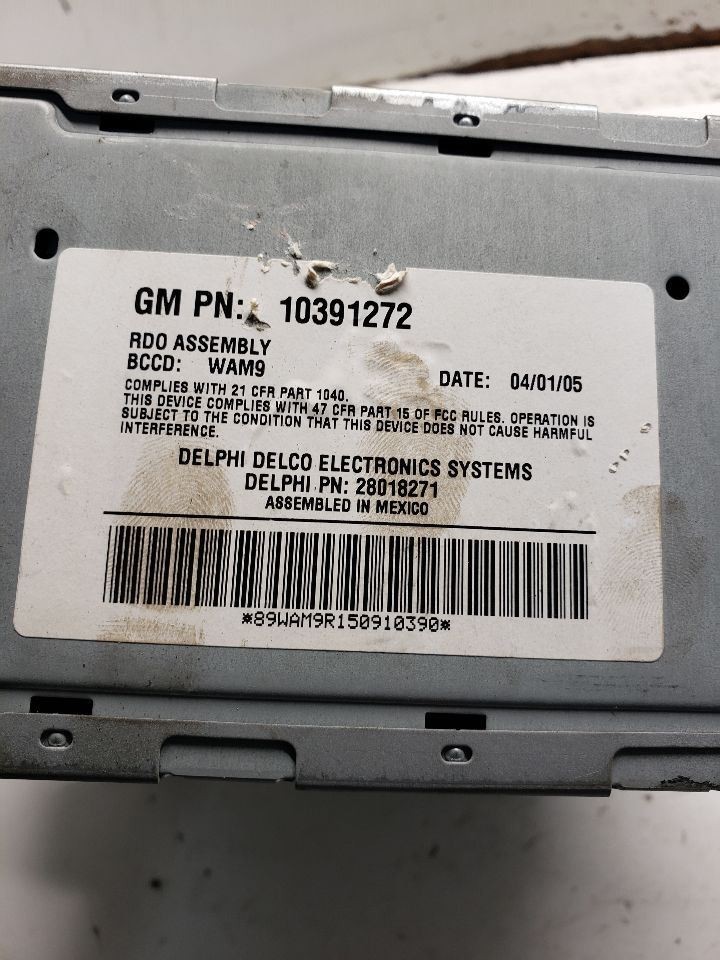 GM PN: 10391272
RDO ASSEMBLY
BCCD: WAM9
DATE: 04/01/05
COMPLIES WITH 21 CFR PART 1040.
THIS DEVICE COMPLIES WITH 47 CFR PART 15 OF FCC RULES. OPERATION IS
SUBJECT TO THE CONDITION THAT THIS DEVICE DOES NOT CAUSE HARMFUL
INTERFERENCE.
DELPHI DELCO ELECTRONICS SYSTEMS
DELPHI PN: 28018271
ASSEMBLED IN MEXICO
*89WAM9R150910390*